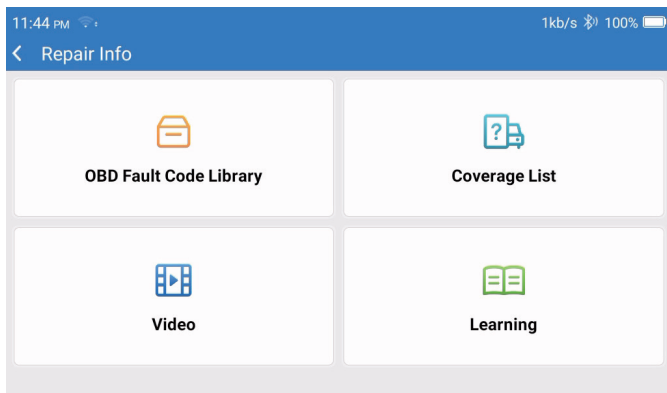 11:44 PM 1kb/s 100%
Repair Info
OBD Fault Code Library
Coverage List
Video
Learning